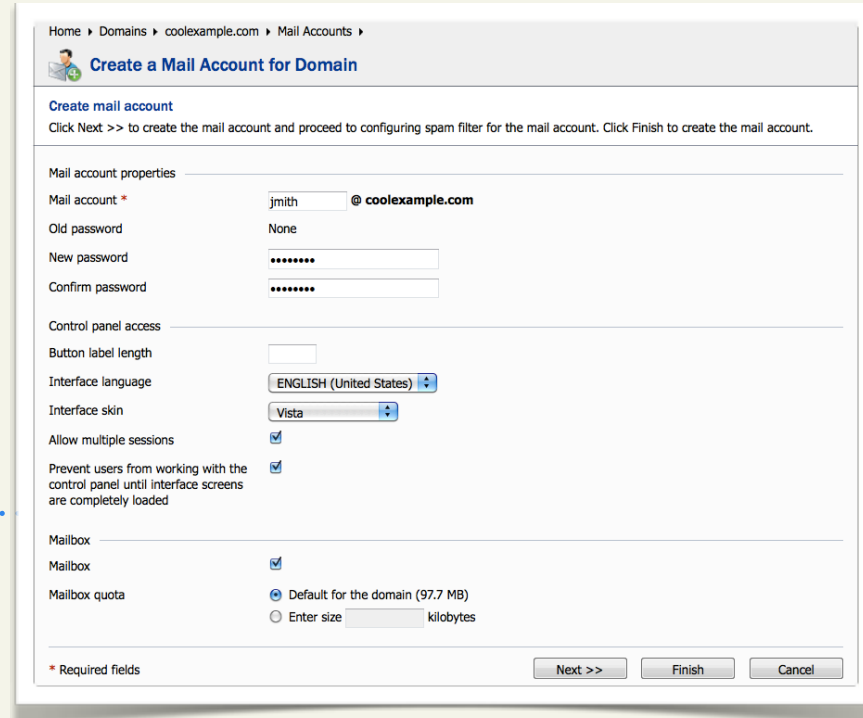 Home ▸ Domains ▸ coolexample.com ▸ Mail Accounts ▸
Create a Mail Account for Domain
Create mail account
Click Next >> to create the mail account and proceed to configuring spam filter for the mail account. Click Finish to create the mail account.
Mail account properties
Mail account * jmith @ coolexample.com
Old password None
New password ••••••••
Confirm password ••••••••
Control panel access
Button label length
Interface language ENGLISH (United States)
Interface skin Vista
Allow multiple sessions
Prevent users from working with the
control panel until interface screens
are completely loaded
Mailbox
Mailbox
Mailbox quota Default for the domain (97.7 MB)
Enter size kilobytes
* Required fields Next >> Finish Cancel